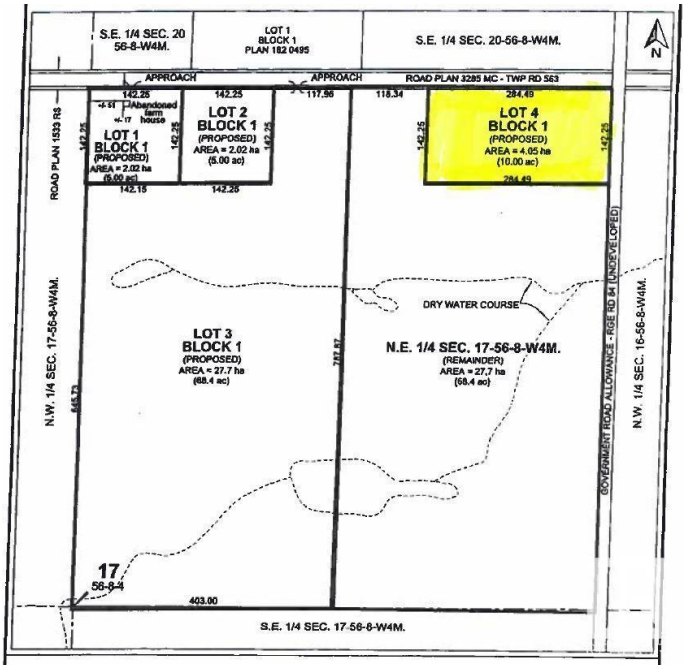 S.E. 1/4 SEC. 20
56-8-W4M.
LOT 1
BLOCK 1
PLAN 182 0495
S.E. 1/4 SEC. 20-56-8-W4M.
N
APPROACH
APPROACH
ROAD PLAN 3285 MC - TWP RD 563
142.25
142.25
117.96
118.34
284.49
ROAD PLAN 1533 RS
+/- 51
Abandoned
farm
house
+/- 17
142.25
LOT 1
BLOCK 1
(PROPOSED)
AREA = 2.02 ha
(5.00 ac)
142.25
LOT 2
BLOCK 1
(PROPOSED)
AREA = 2.02 ha
(5.00 ac)
142.25
142.25
LOT 4
BLOCK 1
(PROPOSED)
AREA = 4.05 ha
(10.00 ac)
142.25
142.15
142.25
284.49
DRY WATER COURSE
LOT 3
BLOCK 1
(PROPOSED)
AREA = 27.7 ha
(68.4 ac)
N.E. 1/4 SEC. 17-56-8-W4M.
(REMAINDER)
AREA = 27.7 ha
(68.4 ac)
N.W. 1/4 SEC. 17-56-8-W4M.
645.73
787.87
GOVERNMENT ROAD ALLOWANCE - RGE RD 84 (UNDEVELOPED)
N.W. 1/4 SEC. 16-56-8-W4M.
17
56-8-4
403.00
S.E. 1/4 SEC. 17-56-8-W4M.